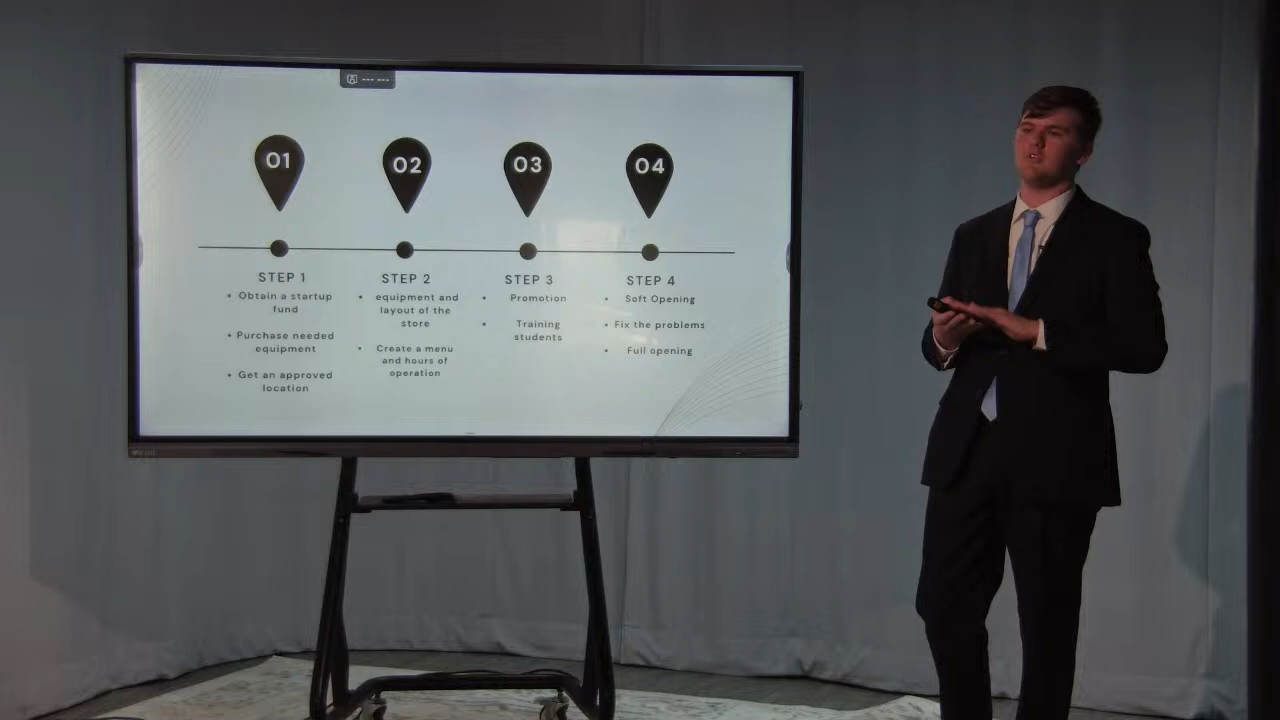 01
02
03
04
STEP 1
• Obtain a startup
fund
• Purchase needed
equipment
• Get an approved
location
STEP 2
• equipment and
layout of the
store
• Create a menu
and hours of
operation
STEP 3
• Promotion
• Training
students
STEP 4
• Soft Opening
• Fix the problems
• Full opening